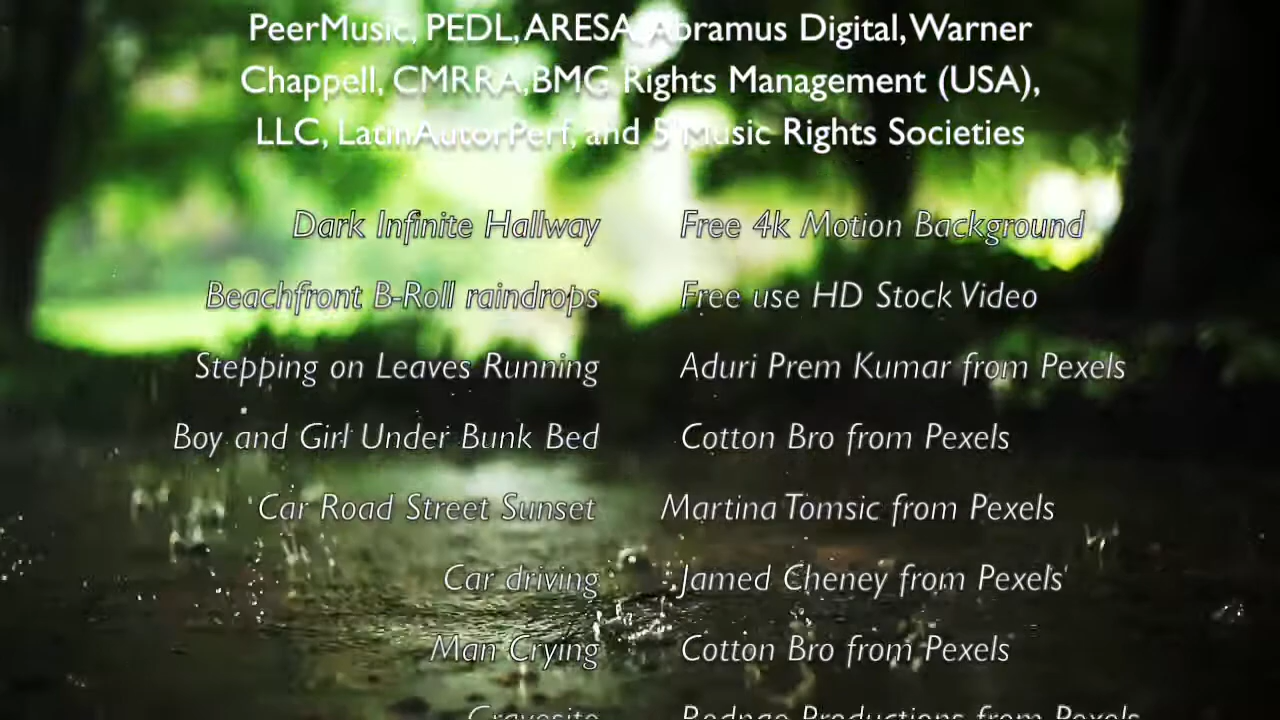 PeerMusic, PEDL, ARESA, Abramus Digital, Warner
Chappell, CMRRA, BMG Rights Management (USA),
LLC, LatinAutorPerf, and 5 Music Rights Societies
Dark Infinite Hallway Free 4k Motion Background
Beachfront B-Roll raindrops Free use HD Stock Video
Stepping on Leaves Running Aduri Prem Kumar from Pexels
Boy and Girl Under Bunk Bed Cotton Bro from Pexels
Car Road Street Sunset Martina Tomsic from Pexels
Car driving Jamed Cheney from Pexels
Man Crying Cotton Bro from Pexels
Productions from Pexels